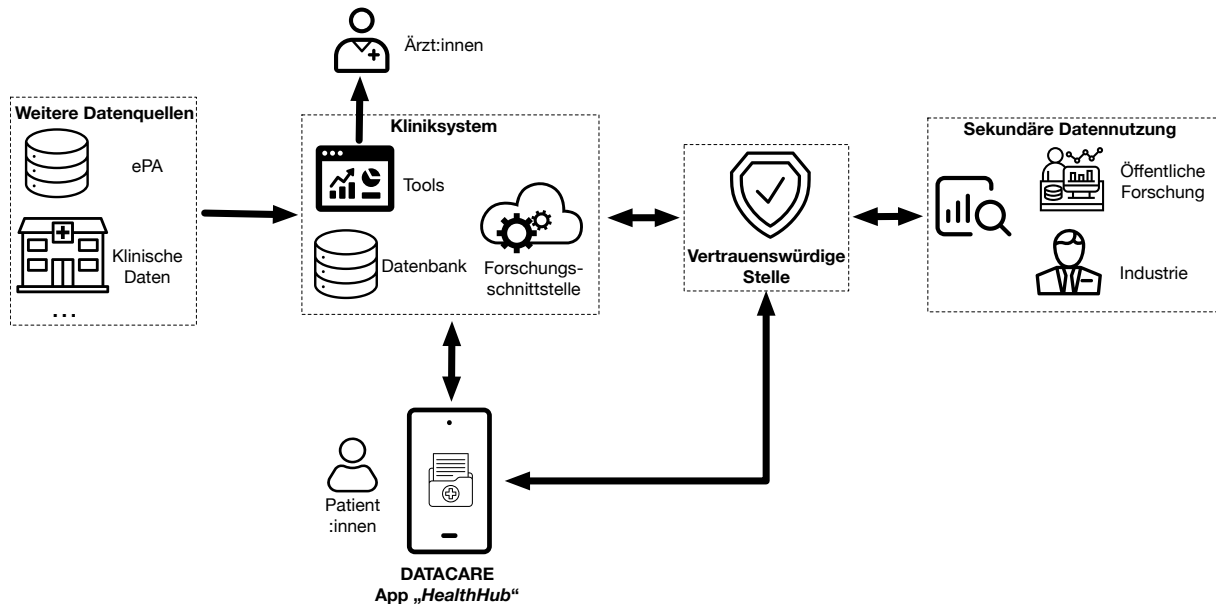 Ärzt:innen
Weitere Datenquellen
ePA
Klinische
Daten
...
Kliniksystem
Tools
Datenbank
Forschungs-
schnittstelle
Vertrauenswürdige
Stelle
Sekundäre Datennutzung
Öffentliche
Forschung
Industrie
Patient
:innen
DATACARE
App „HealthHub“